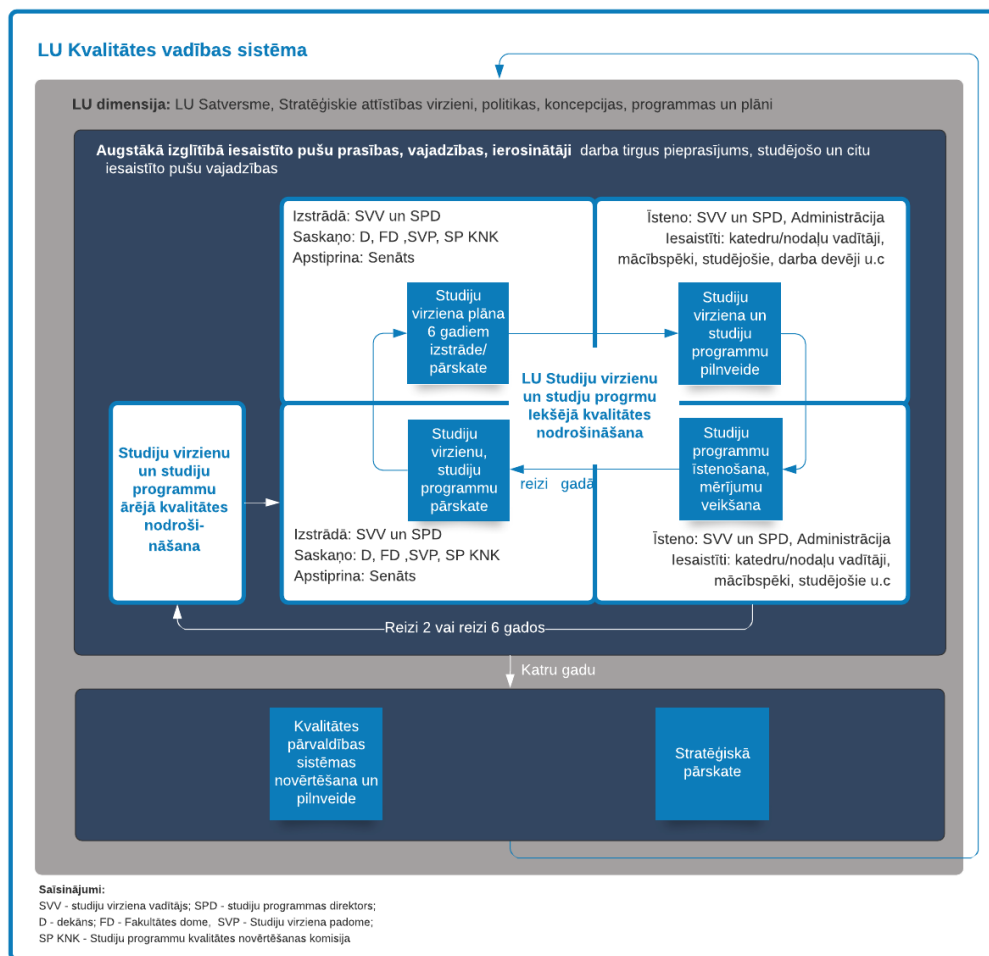 LU Kvalitātes vadības sistēma
LU dimensija: LU Satversme, Stratēģiskie attīstības virzieni, politikas, koncepcijas, programmas un plāni
Augstākā izglītībā iesaistīto pušu prasības, vajadzības, ierosinātāji darba tirgus pieprasījums, studējošo un citu
iesaistīto pušu vajadzības
Izstrādā: SVV un SPD
Saskaņo: D, FD ,SVP, SP KNK
Apstiprina: Senāts
Īsteno: SVV un SPD, Administrācija
Iesaistīti: katedru/nodaļu vadītāji,
mācībspēki, studējošie, darba devēji u.c
Studiju
virziena plāna
6 gadiem
izstrāde/
pārskate
Studiju
virziena un
studiju
programmu
pilnveide
LU Studiju virzienu
un studju progrmu
Iekšējā kvalitātes
nodrošināšana
Studiju virzienu
un studiju
programmu
ārējā kvalitātes
nodroši-
nāšana
Studiju
virzienu,
studiju
programmu
pārskate
reizi gadā
Studiju
programmu
īstenošana,
mērījumu
veikšana
Izstrādā: SVV un SPD
Saskaņo: D, FD ,SVP, SP KNK
Apstiprina: Senāts
Īsteno: SVV un SPD, Administrācija
Iesaistīti: katedru/nodaļu vadītāji,
mācībspēki, studējošie u.c
Reizi 2 vai reizi 6 gados
Katru gadu
Kvalitātes
pārvaldības
sistēmas
novērtēšana un
pilnveide
Stratēģiskā
pārskate
Saīsinājumi:
SVV - studiju virziena vadītājs; SPD - studiju programmas direktors;
D - dekāns; FD - Fakultātes dome, SVP - Studiju virziena padome;
SP KNK - Studiju programmu kvalitātes novērtēšanas komisija